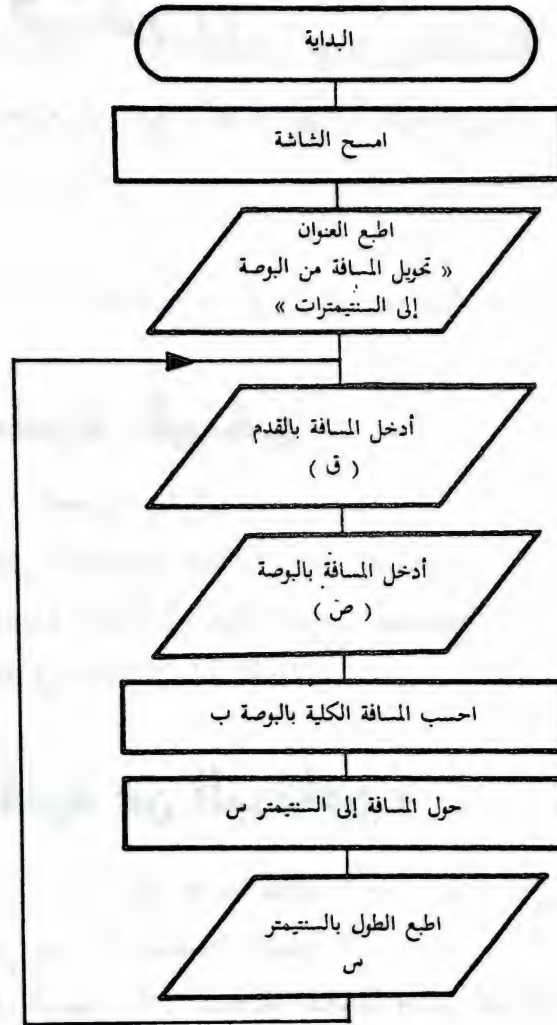 البداية
امسح الشاشة
اطبع العنوان
« تحويل المسافة من البوصة
إلى السنتيمترات »
أدخل المسافة بالقدم
( ق )
أدخل المسافة بالبوصة
( ص )
احسب المسافة الكلية بالبوصة ب
حول المسافة إلى السنتيمتر س
اطبع الطول بالسنتيمتر
س